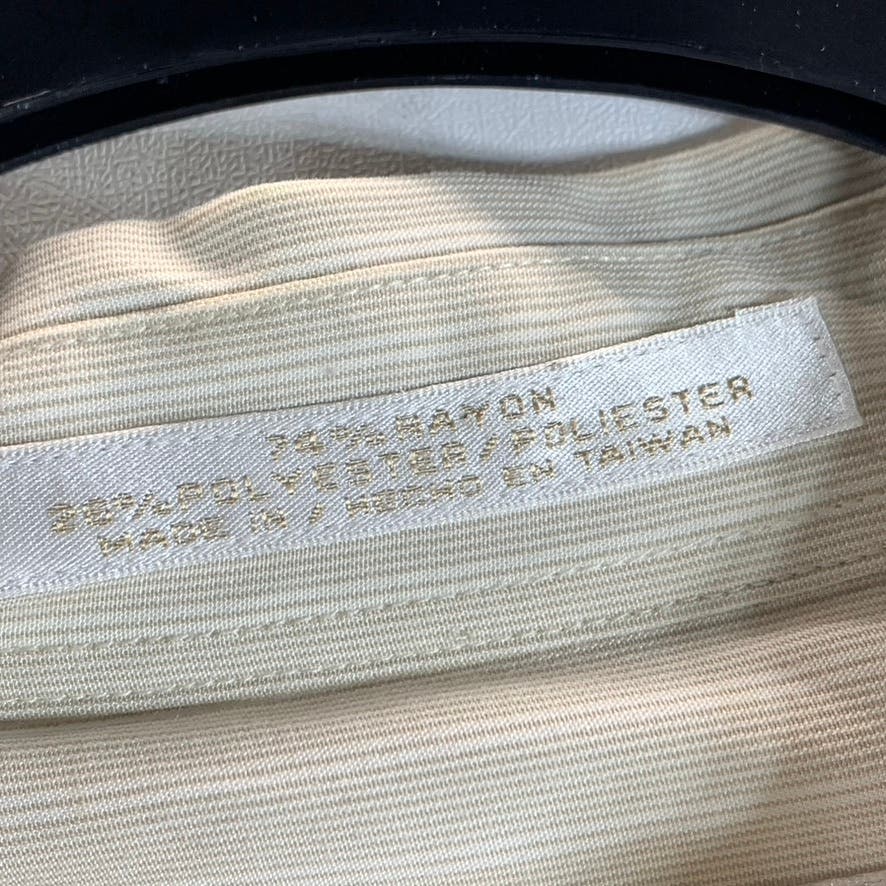 74% RAYON
26% POLYESTER/POLIESTER
MADE IN / HECHO EN TAIWAN